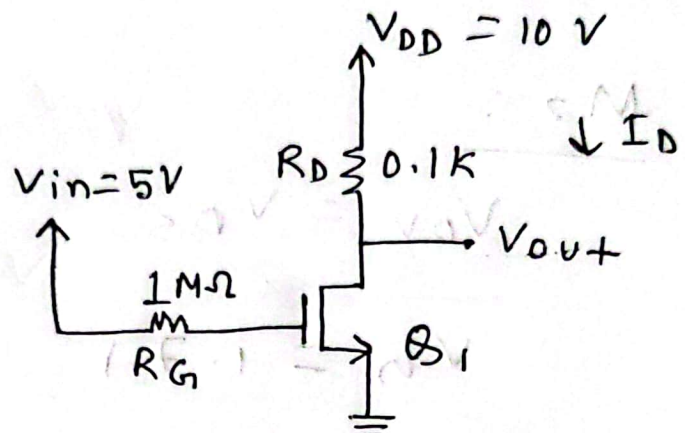 VDD = 10 V
↓ ID
RD 0.1K
Vin=5V
Vout
1MΩ
RG
Q1